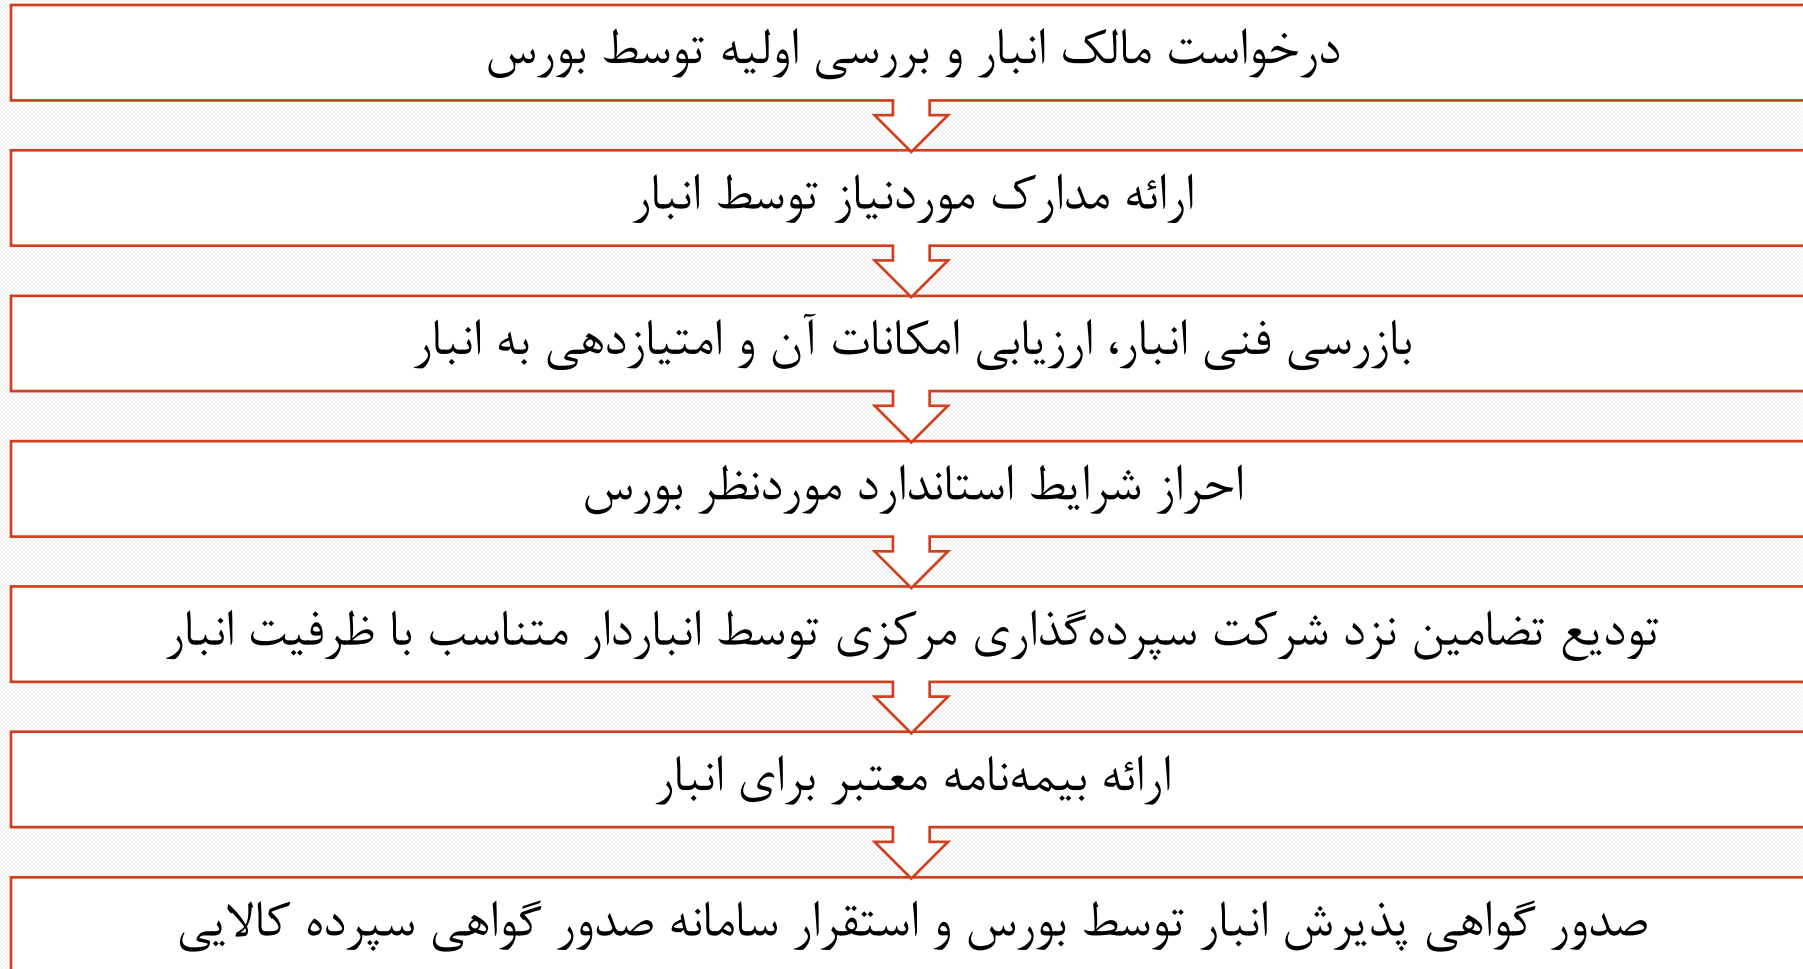 درخواست مالک انبار و بررسی اولیه توسط بورس
ارائه مدارک موردنیاز توسط انبار
بازرسی فنی انبار، ارزیابی امکانات آن و امتیازدهی به انبار
احراز شرایط استاندارد موردنظر بورس
تودیع تضامین نزد شرکت سپرده‌گذاری مرکزی توسط انباردار متناسب با ظرفیت انبار
ارائه بیمه‌نامه معتبر برای انبار
صدور گواهی پذیرش انبار توسط بورس و استقرار سامانه صدور گواهی سپرده کالایی